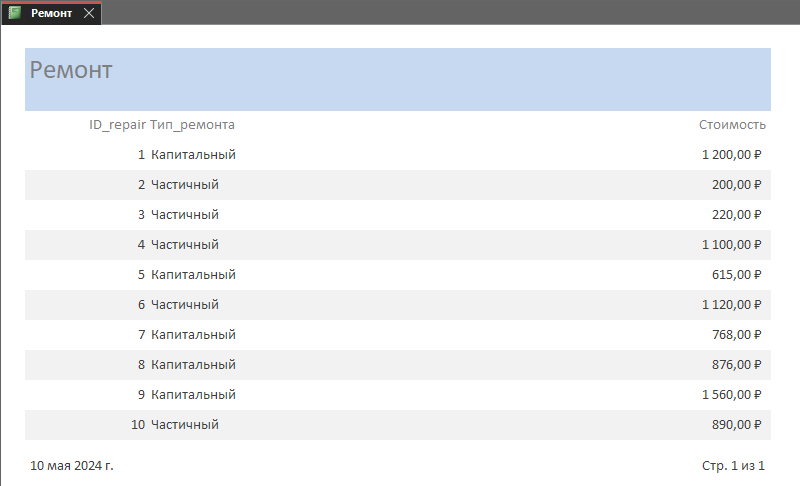 Ремонт
Ремонт
ID_repair Тип_ремонта Стоимость
1 Капитальный 1 200,00 ₽
2 Частичный 200,00 ₽
3 Частичный 220,00 ₽
4 Частичный 1 100,00 ₽
5 Капитальный 615,00 ₽
6 Частичный 1 120,00 ₽
7 Капитальный 768,00 ₽
8 Капитальный 876,00 ₽
9 Капитальный 1 560,00 ₽
10 Частичный 890,00 ₽
10 мая 2024 г. Стр. 1 из 1